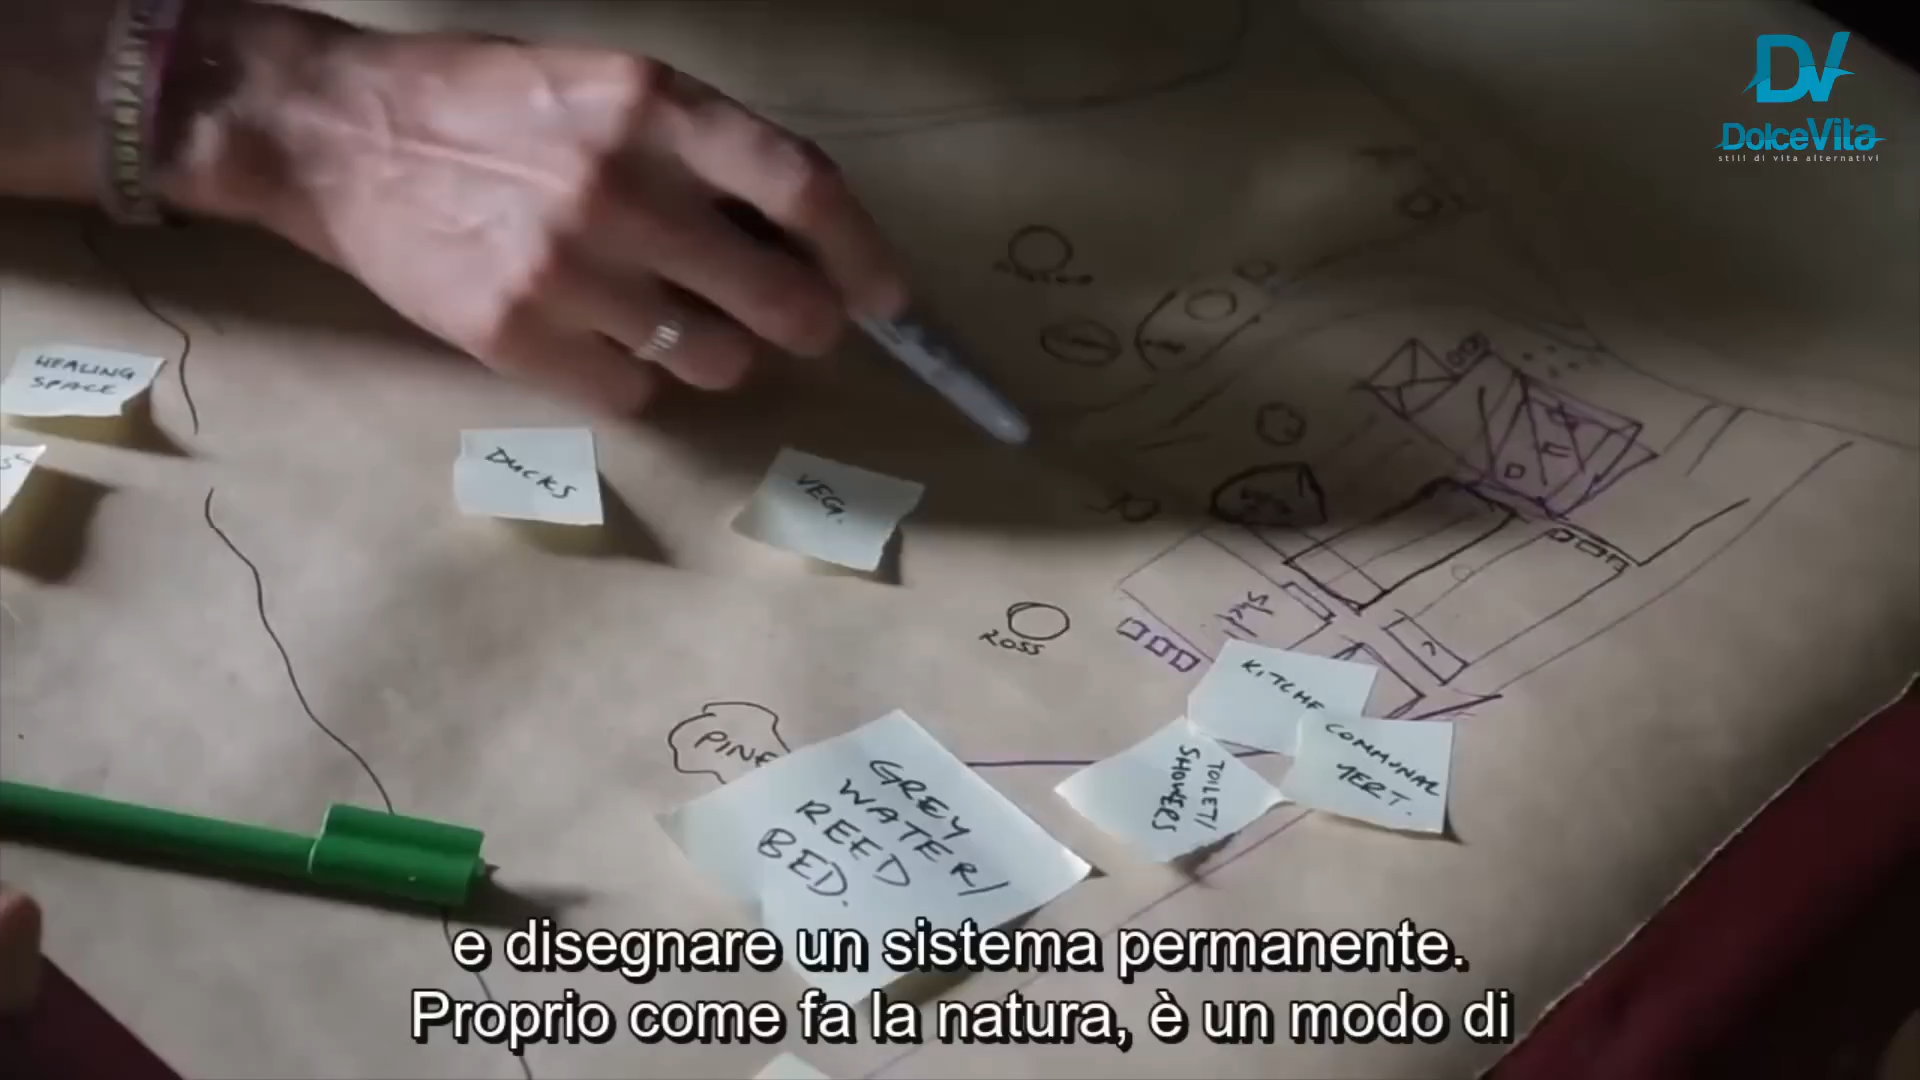 DV
DolceVita
stili di vita alternativi
HEALING
SPACE
DUCKS
VEG.
ROSS
PINE
KITCHE
COMMUNAL
YERT.
TOILET/
SHOWERS
GREY
WATER/
REED
BED.
e disegnare un sistema permanente.
Proprio come fa la natura, è un modo di